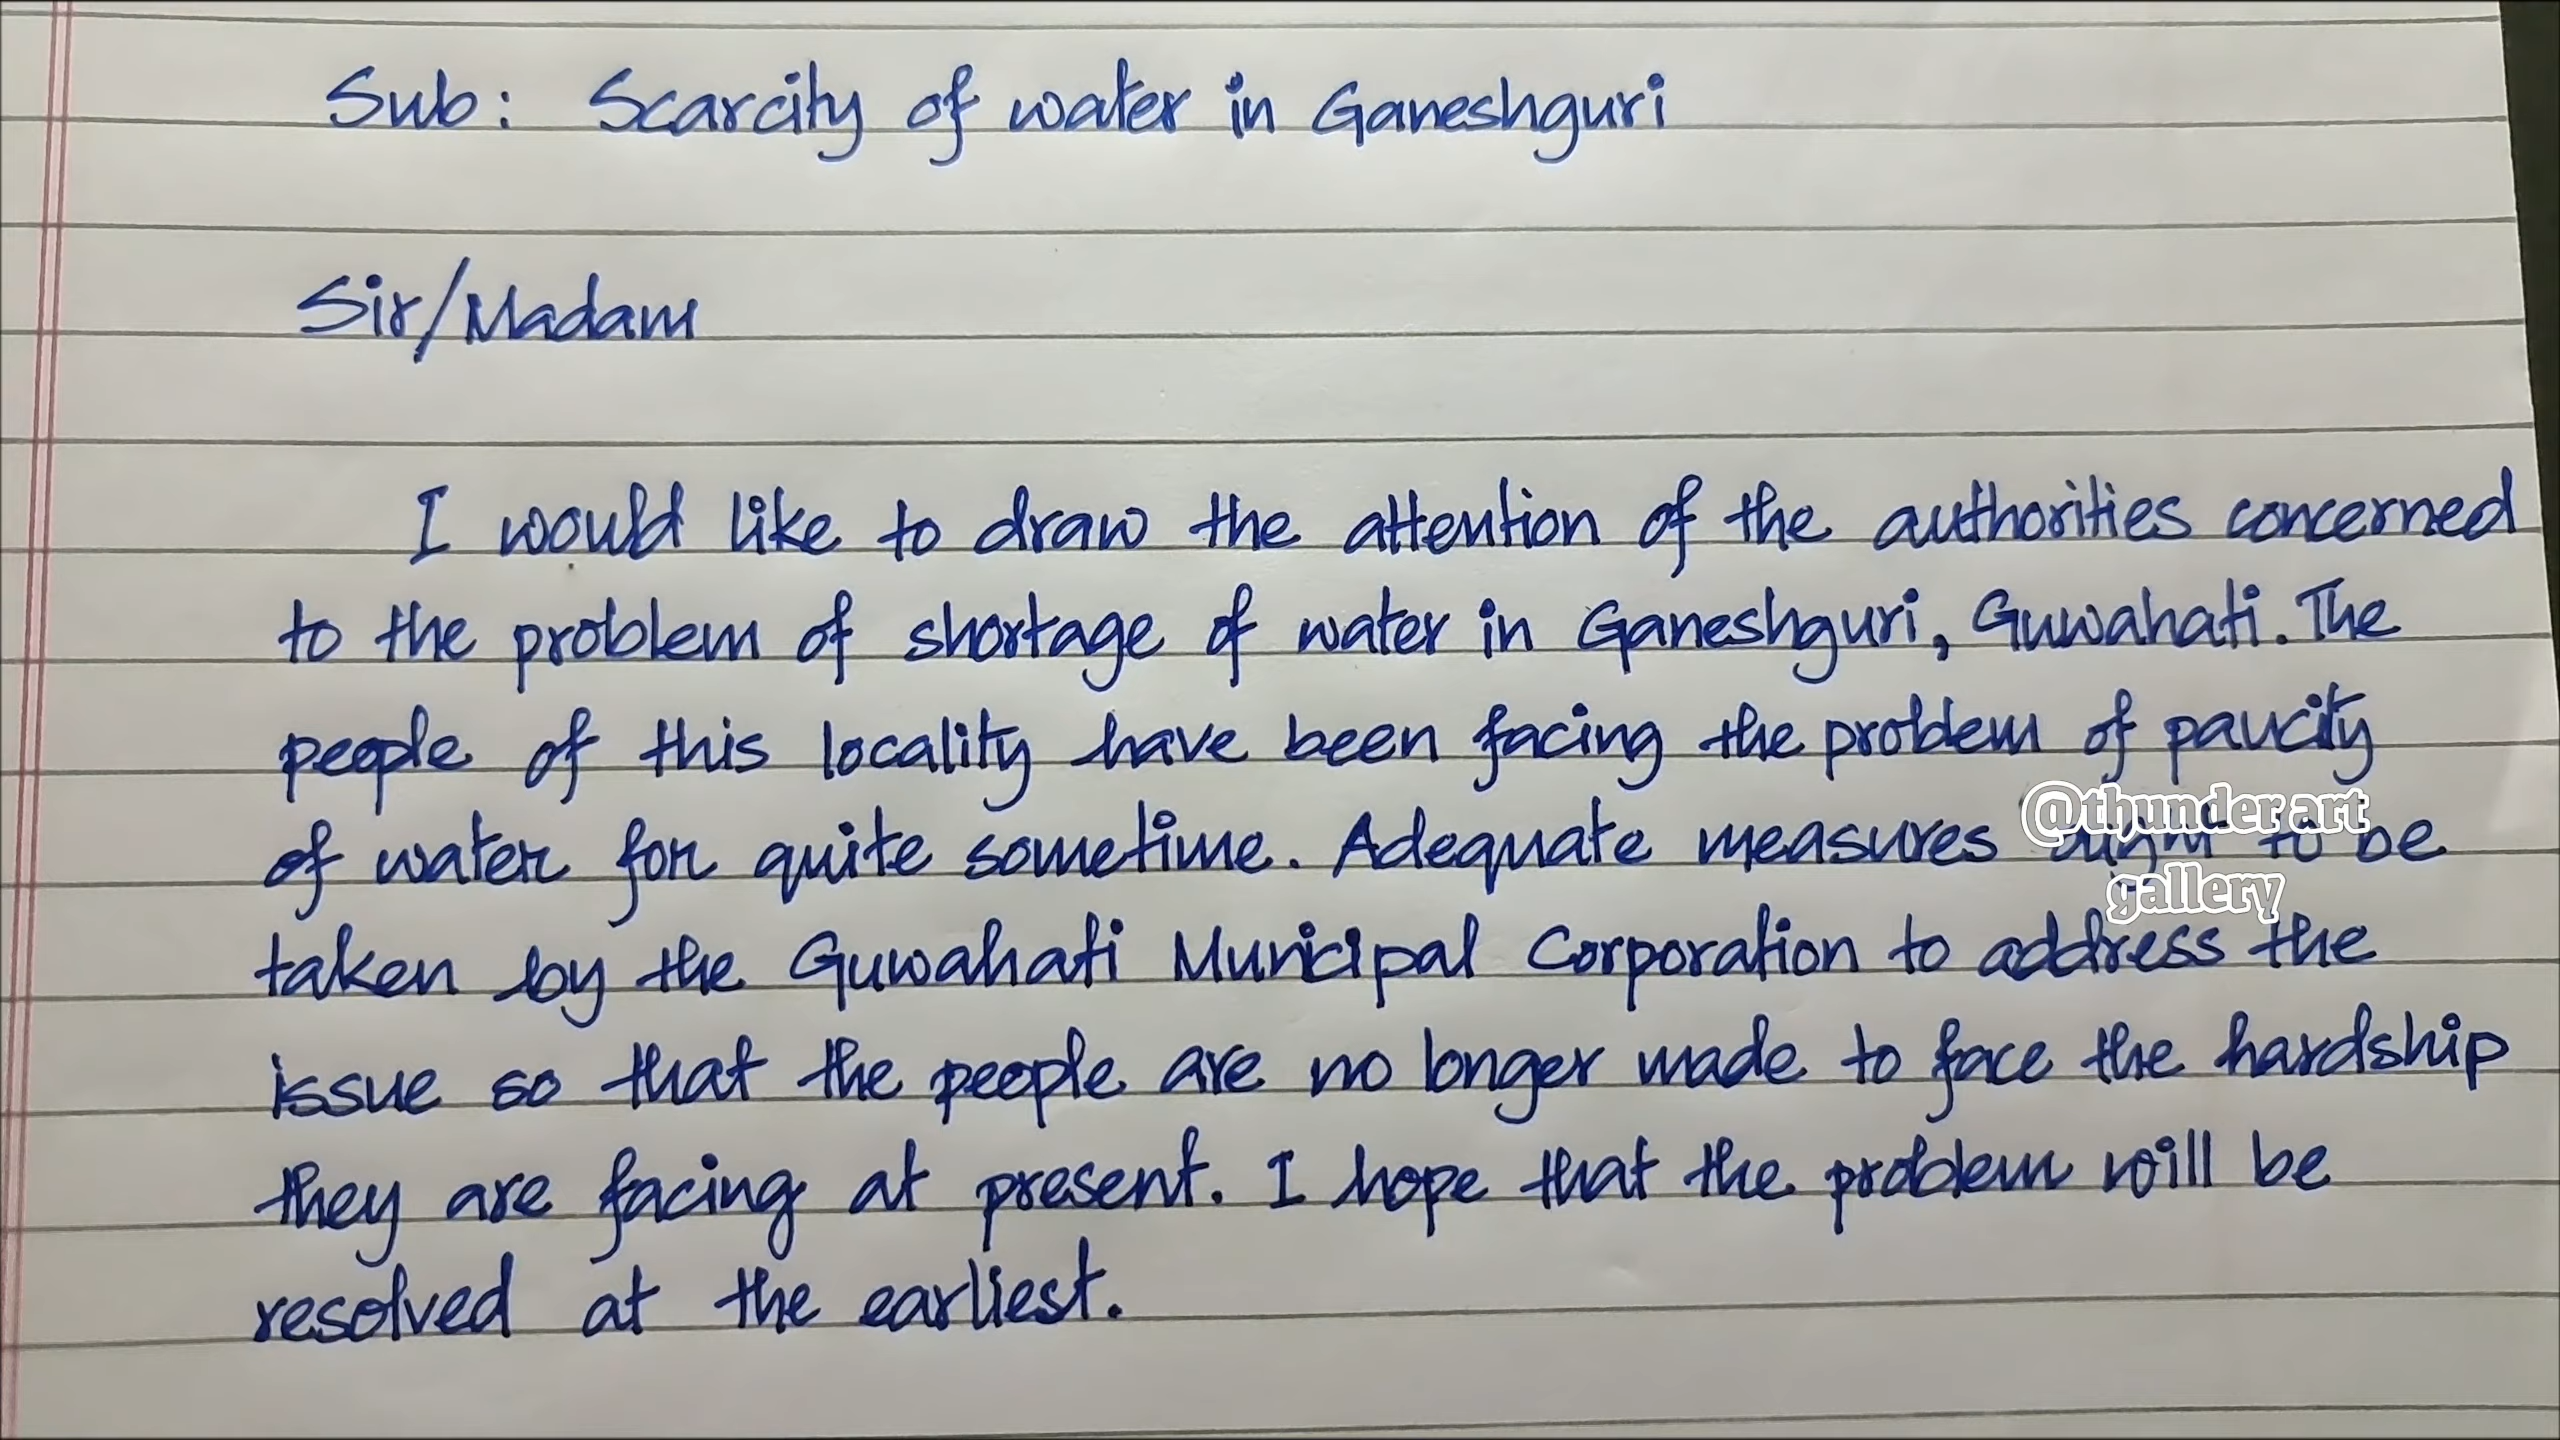 Sub: Scarcity of water in Ganeshguri
Sir/Madam
I would like to draw the attention of the authorities concerned
to the problem of shortage of water in Ganeshguri, Guwahati. The
people of this locality have been facing the problem of paucity
of water for quite sometime. Adequate measures to be
@thunder art
gallery
taken by the Guwahati Municipal Corporation to address the
issue so that the people are no longer made to face the hardship
they are facing at present. I hope that the problem will be
resolved at the earliest.